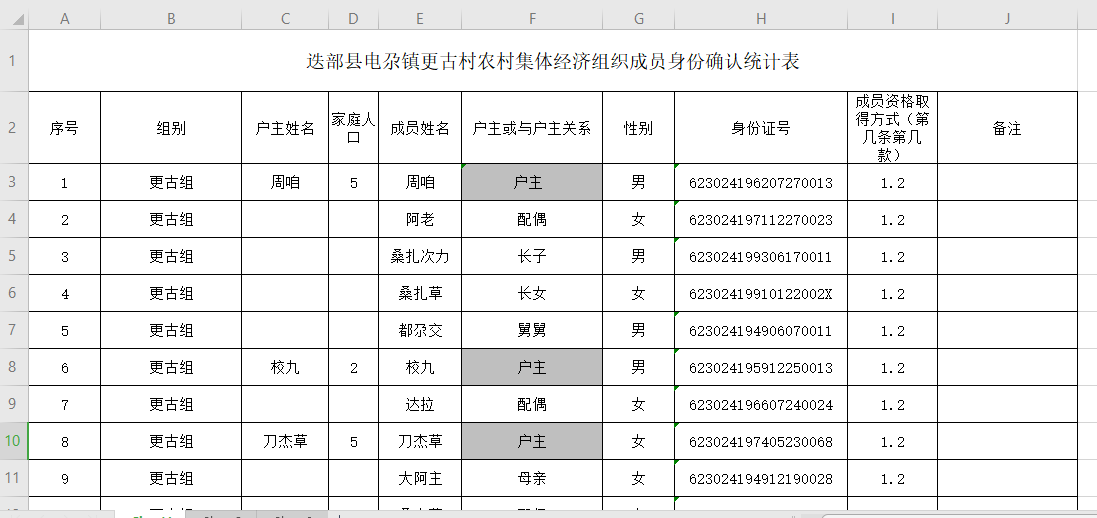 A B C D E F G H I J
1 迭部县电尕镇更古村农村集体经济组织成员身份确认统计表
2 序号 组别 户主姓名 家庭人口 成员姓名 户主或与户主关系 性别 身份证号 成员资格取得方式（第几条第几款） 备注
3 1 更古组 周咱 5 周咱 户主 男 623024196207270013 1.2
4 2 更古组 阿老 配偶 女 623024197112270023 1.2
5 3 更古组 桑扎次力 长子 男 623024199306170011 1.2
6 4 更古组 桑扎草 长女 女 62302419910122002X 1.2
7 5 更古组 都尕交 舅舅 男 623024194906070011 1.2
8 6 更古组 校九 2 校九 户主 男 623024195912250013 1.2
9 7 更古组 达拉 配偶 女 623024196607240024 1.2
10 8 更古组 刀杰草 5 刀杰草 户主 女 623024197405230068 1.2
11 9 更古组 大阿主 母亲 女 623024194912190028 1.2